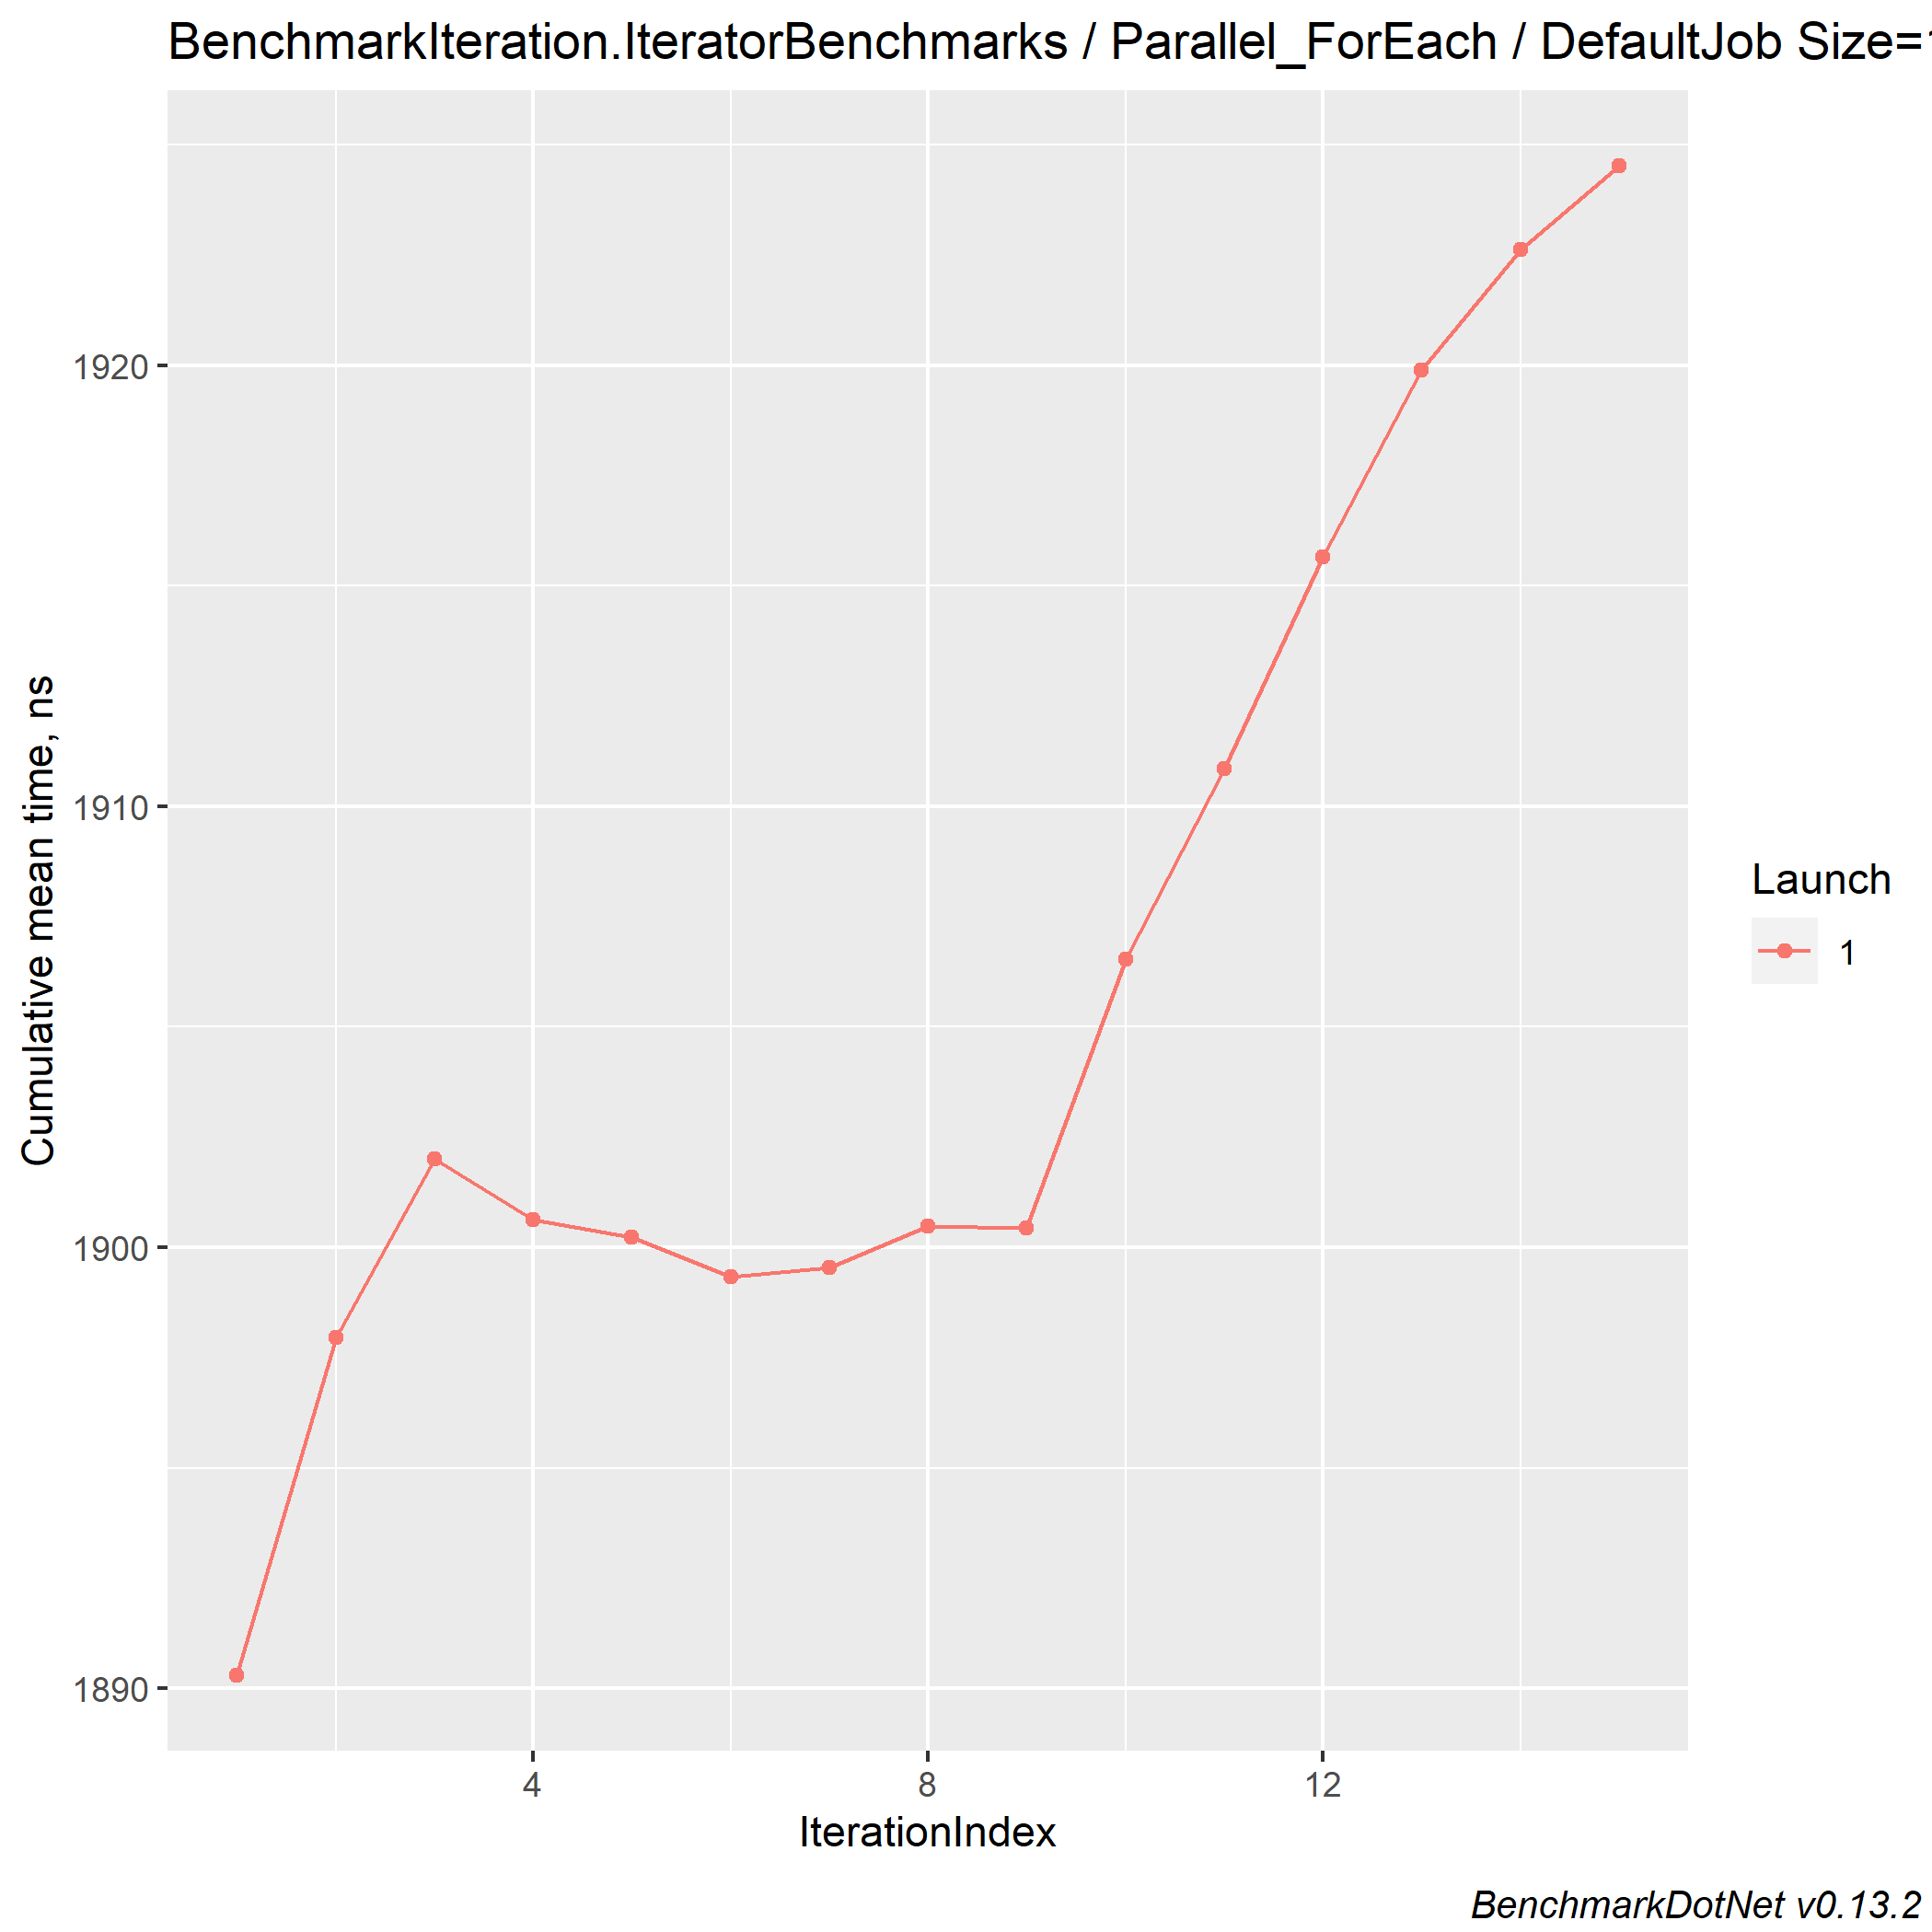 BenchmarkIteration.IteratorBenchmarks / Parallel_ForEach / DefaultJob Size=
Cumulative mean time, ns
1920
1910
1900
1890
4 8 12
IterationIndex
Launch
1
BenchmarkDotNet v0.13.2